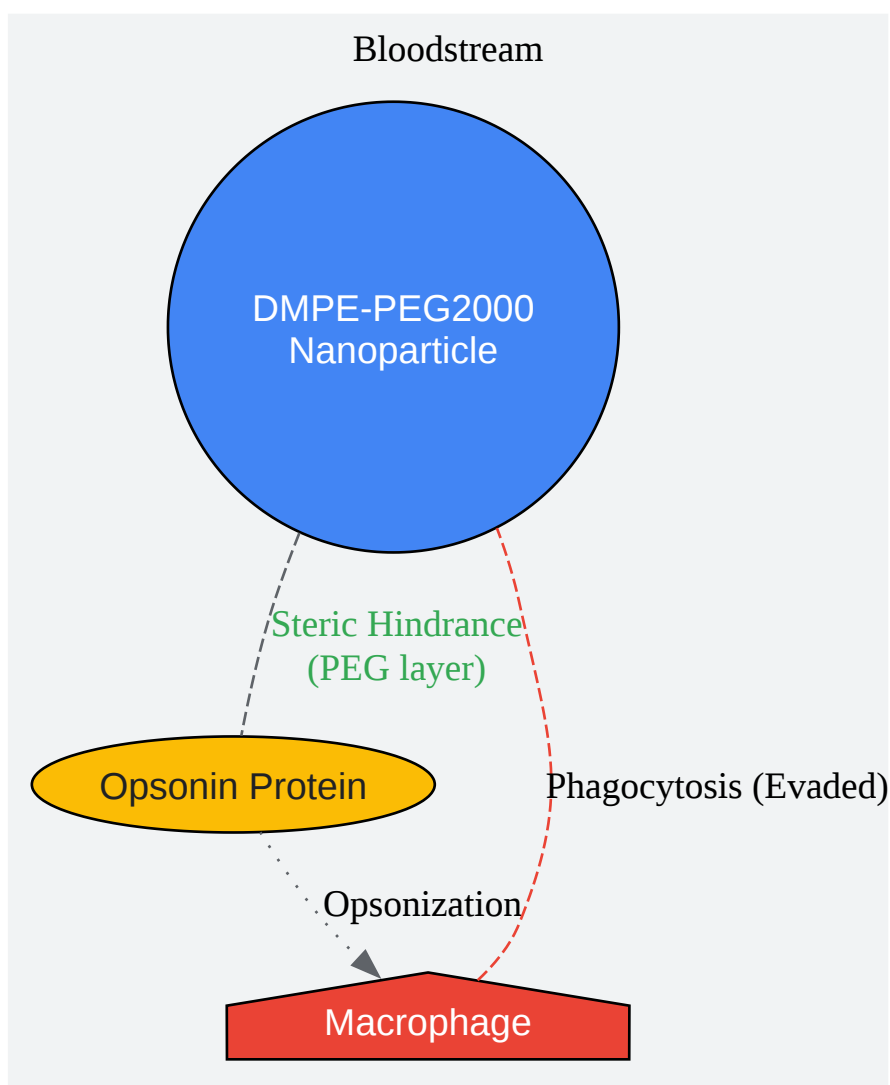 Bloodstream
DMPE-PEG2000
Nanoparticle
Steric Hindrance
(PEG layer)
Opsonin Protein
Phagocytosis (Evaded)
Opsonization
Macrophage